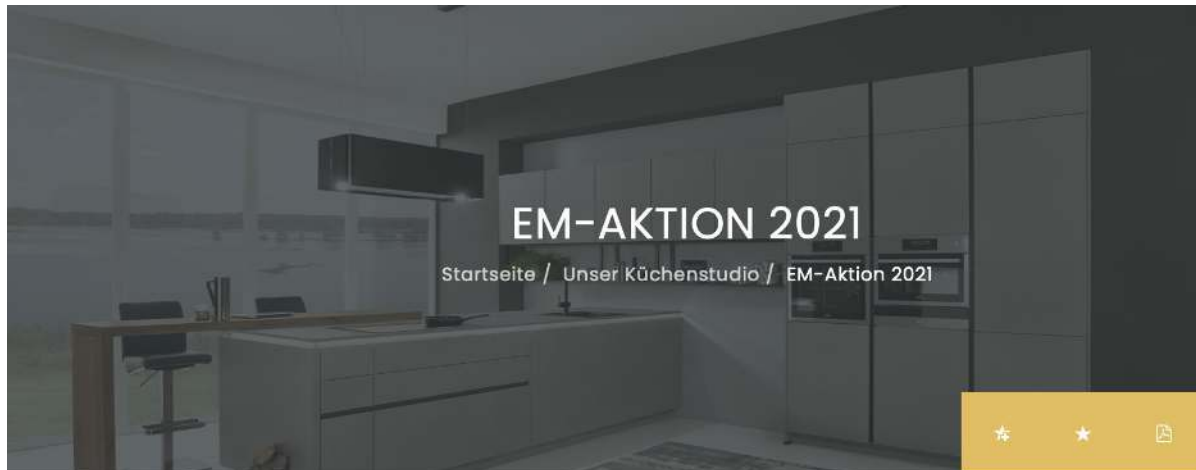 EM-AKTION 2021
Startseite / Unser Küchenstudio / EM-Aktion 2021